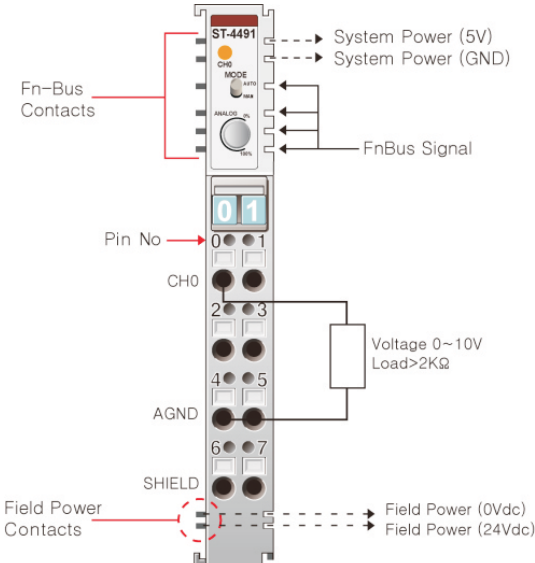 ST-4491
System Power (5V)
System Power (GND)
CH0
MODE
AUTO
MAN
Fn-Bus
Contacts
ANALOG 0%
100%
FnBus Signal
0 1
Pin No
0 1
CH0
2 3
Voltage 0~10V
Load>2KΩ
4 5
AGND
6 7
SHIELD
Field Power
Contacts
Field Power (0Vdc)
Field Power (24Vdc)